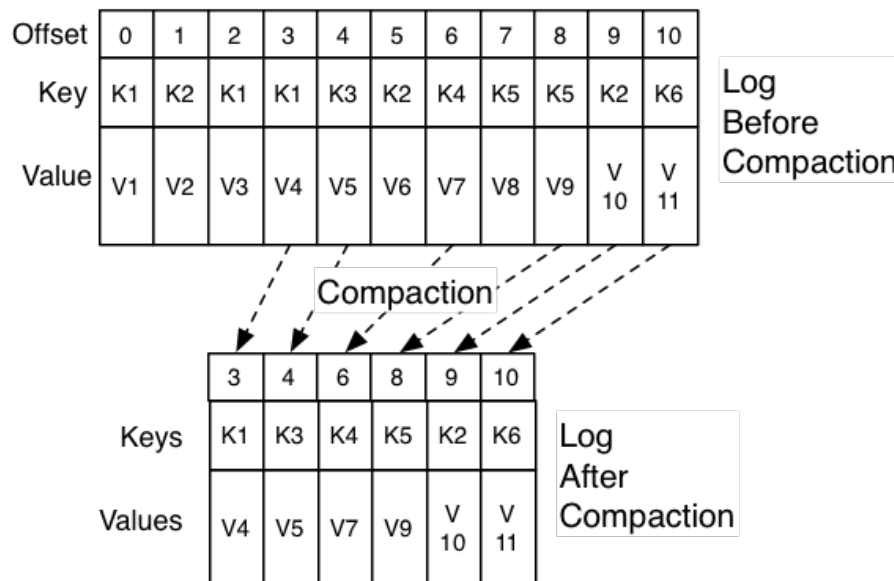 Offset 0 1 2 3 4 5 6 7 8 9 10
Key K1 K2 K1 K1 K3 K2 K4 K5 K5 K2 K6
Value V1 V2 V3 V4 V5 V6 V7 V8 V9 V 10 V 11
Log
Before
Compaction
Compaction
3 4 6 8 9 10
Keys K1 K3 K4 K5 K2 K6
Values V4 V5 V7 V9 V 10 V 11
Log
After
Compaction